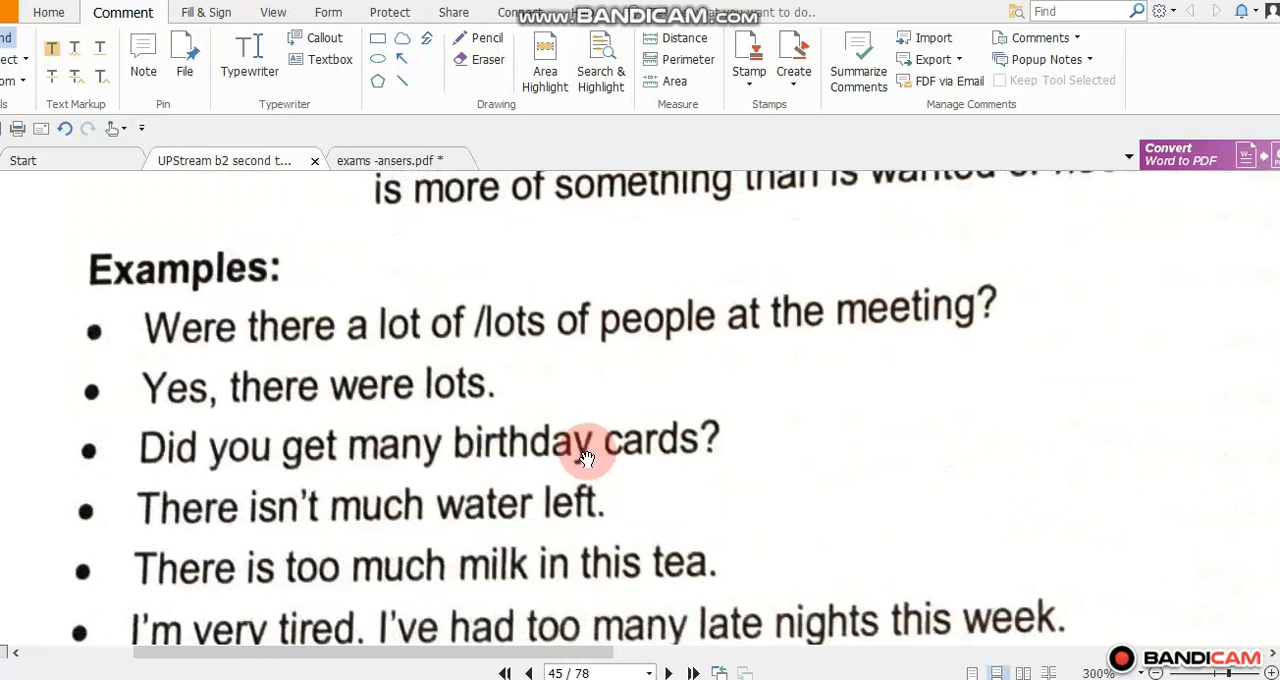 Home Comment Fill & Sign View Form Protect Share Find
www.BANDICAM.com
Note File Typewriter Callout Textbox Pencil Eraser Area Highlight Search & Highlight Distance Perimeter Area Stamp Create Summarize Comments Import Export FDF via Email Comments Popup Notes Keep Tool Selected
Text Markup Pin Typewriter Drawing Measure Stamps Manage Comments
Start UPStream b2 second t... exams -ansers.pdf *
Convert
Word to PDF
is more of something than is wanted
Examples:
• Were there a lot of /lots of people at the meeting?
• Yes, there were lots.
• Did you get many birthday cards?
• There isn't much water left.
• There is too much milk in this tea.
• I'm very tired. I've had too many late nights this week.
45 / 78
300%
BANDICAM